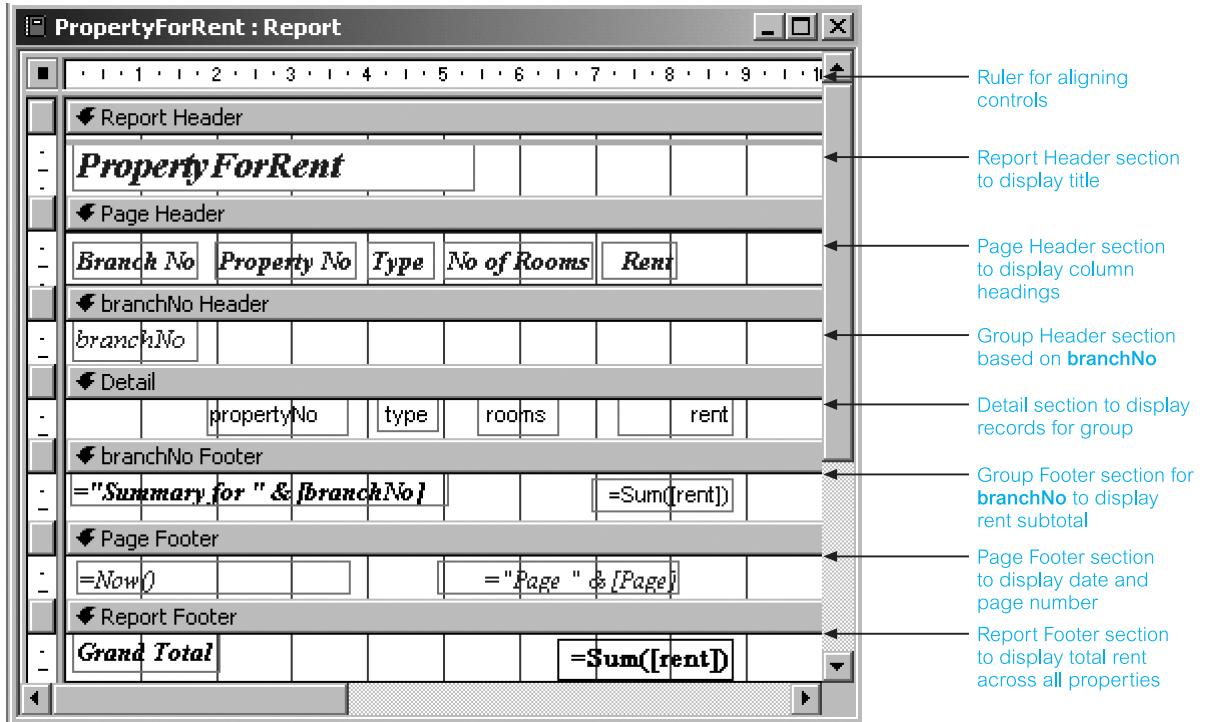 PropertyForRent : Report
1 2 3 4 5 6 7 8 9 10
Ruler for aligning
controls
Report Header
PropertyForRent
Report Header section
to display title
Page Header
Branch No Property No Type No of Rooms Rent
Page Header section
to display column
headings
branchNo Header
branchNo
Group Header section
based on branchNo
Detail
propertyNo type rooms rent
Detail section to display
records for group
branchNo Footer
="Summary for " & [branchNo] =Sum([rent])
Group Footer section for
branchNo to display
rent subtotal
Page Footer
=Now() ="Page " & [Page]
Page Footer section
to display date and
page number
Report Footer
Grand Total =Sum([rent])
Report Footer section
to display total rent
across all properties